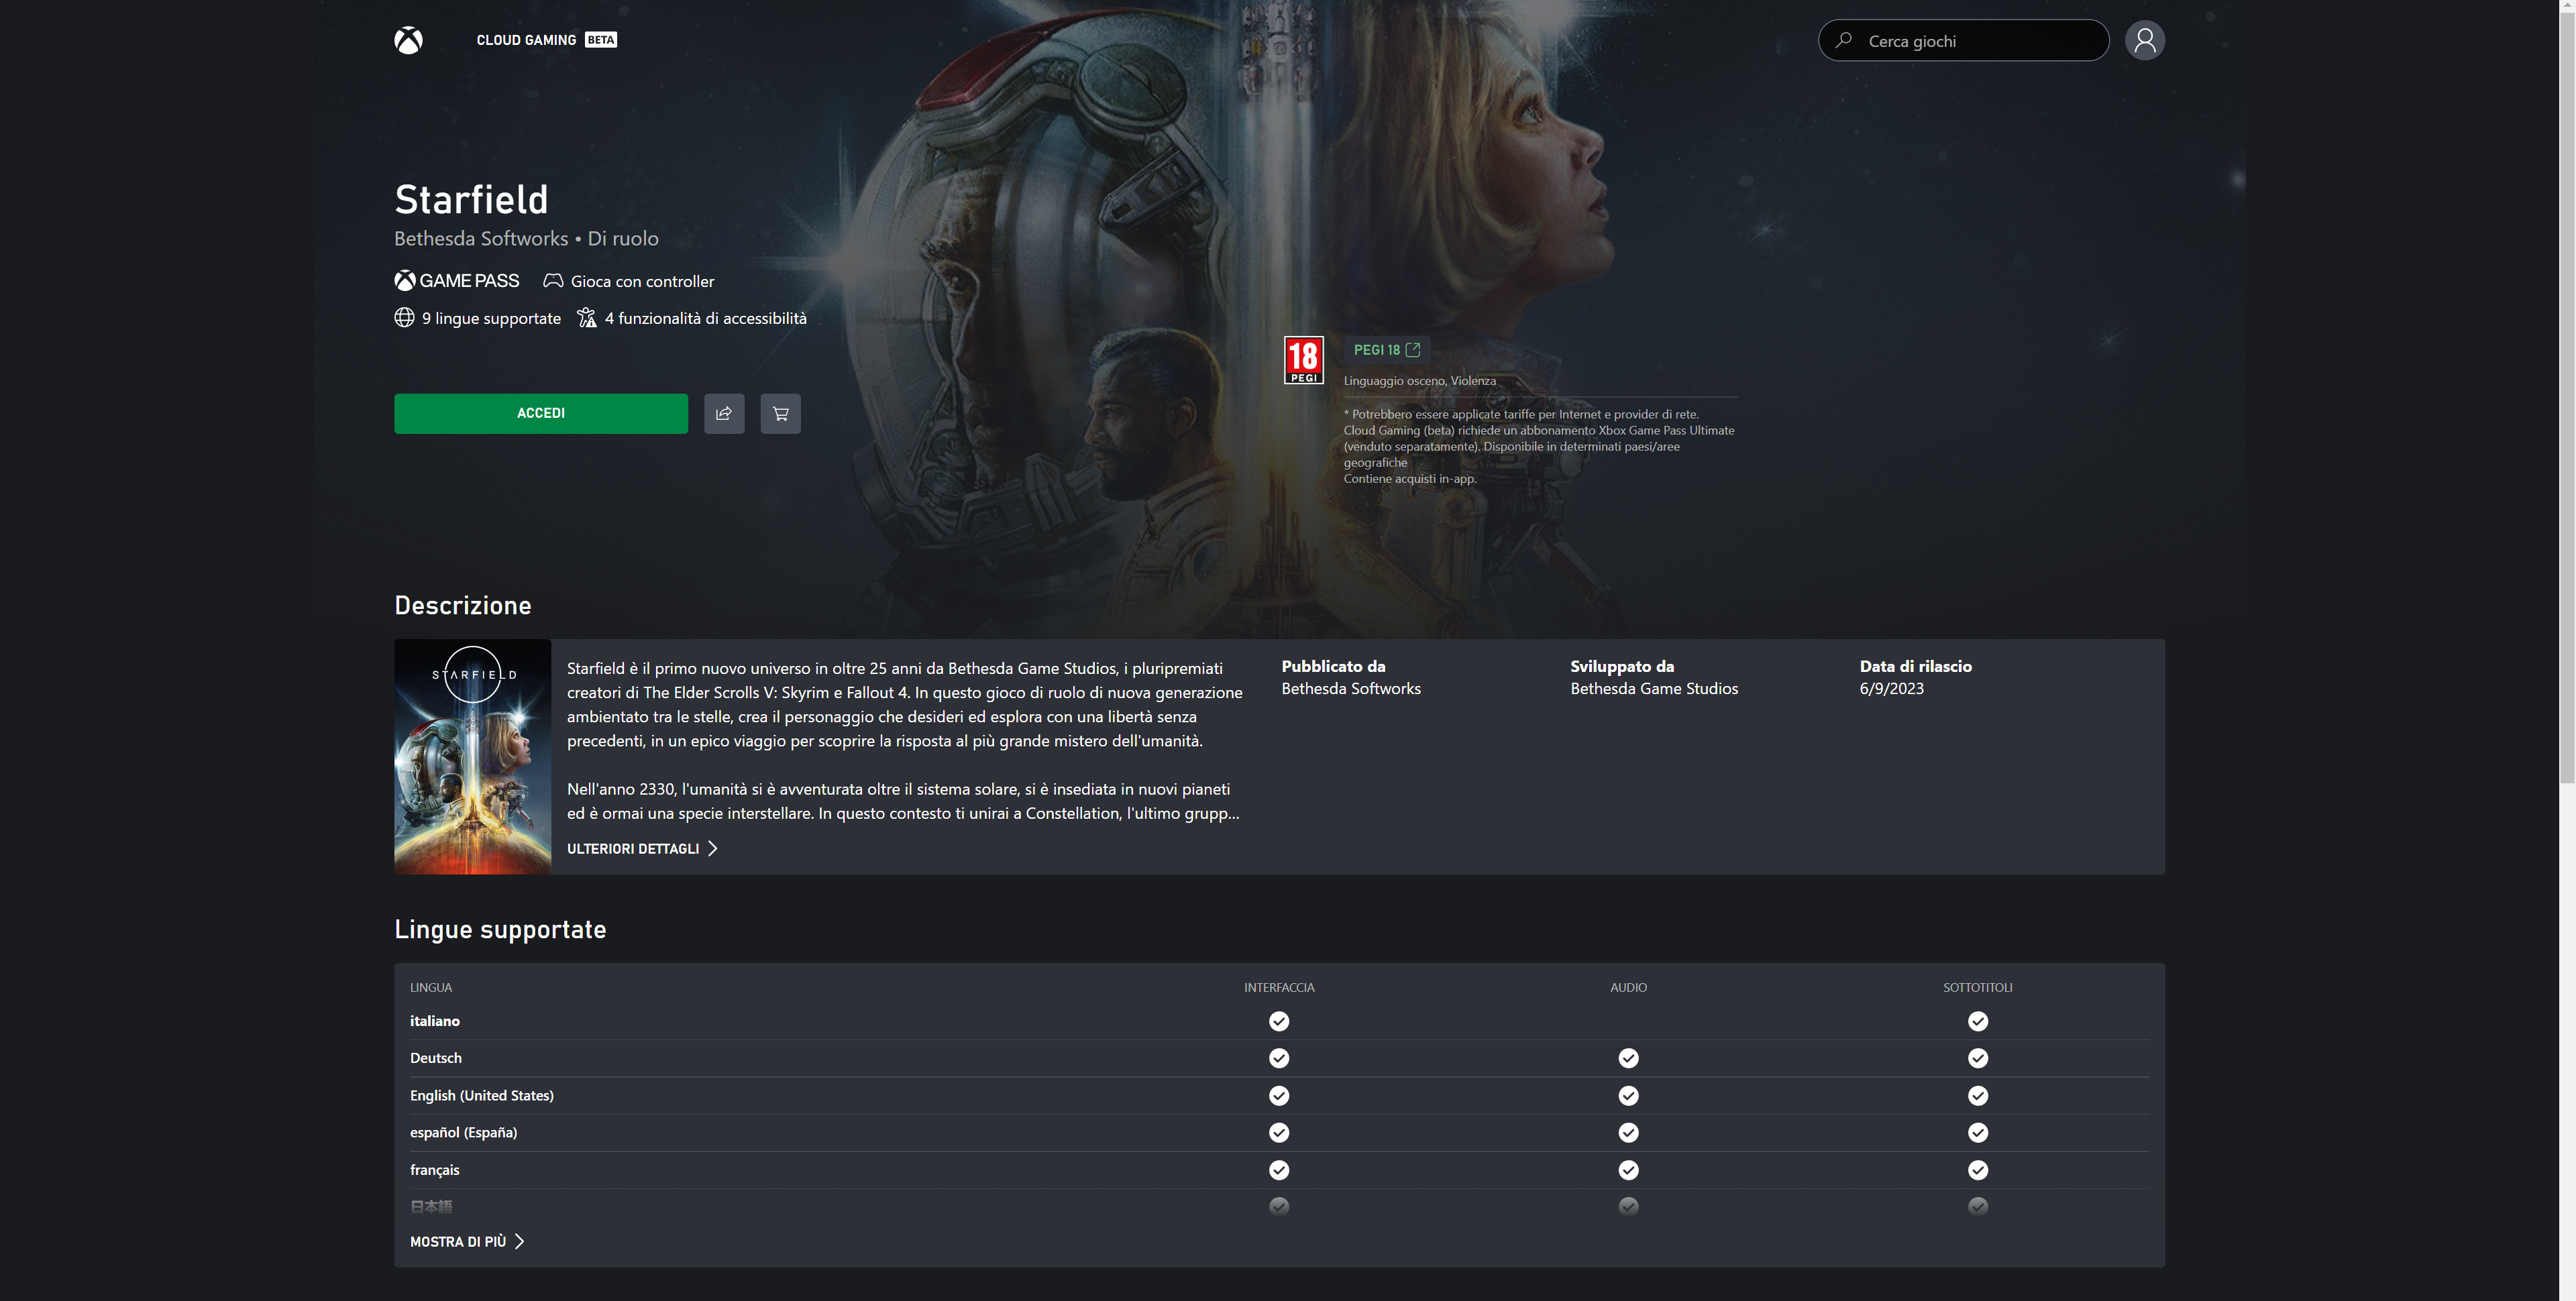 CLOUD GAMING BETA
Cerca giochi
Starfield
Bethesda Softworks • Di ruolo
GAME PASS Gioca con controller
9 lingue supportate 4 funzionalità di accessibilità
ACCEDI
18
PEGI
PEGI 18
Linguaggio osceno, Violenza
* Potrebbero essere applicate tariffe per Internet e provider di rete.
Cloud Gaming (beta) richiede un abbonamento Xbox Game Pass Ultimate
(venduto separatamente). Disponibile in determinati paesi/aree
geografiche
Contiene acquisti in-app.
Descrizione
STARFIELD
Starfield è il primo nuovo universo in oltre 25 anni da Bethesda Game Studios, i pluripremiati
creatori di The Elder Scrolls V: Skyrim e Fallout 4. In questo gioco di ruolo di nuova generazione
ambientato tra le stelle, crea il personaggio che desideri ed esplora con una libertà senza
precedenti, in un epico viaggio per scoprire la risposta al più grande mistero dell'umanità.
Nell'anno 2330, l'umanità si è avventurata oltre il sistema solare, si è insediata in nuovi pianeti
ed è ormai una specie interstellare. In questo contesto ti unirai a Constellation, l'ultimo grupp...
ULTERIORI DETTAGLI
Pubblicato da
Bethesda Softworks
Sviluppato da
Bethesda Game Studios
Data di rilascio
6/9/2023
Lingue supportate
LINGUA INTERFACCIA AUDIO SOTTOTITOLI
italiano
Deutsch
English (United States)
español (España)
français
日本語
MOSTRA DI PIÙ